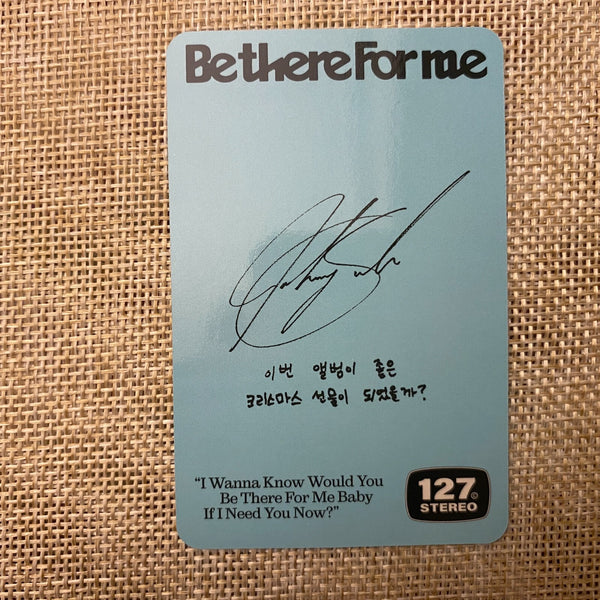 Be there For me
Johnny Suh
이번 앨범이 좋은
크리스마스 선물이 되었을까?
“I Wanna Know Would You
Be There For Me Baby
If I Need You Now?”
127©
STEREO